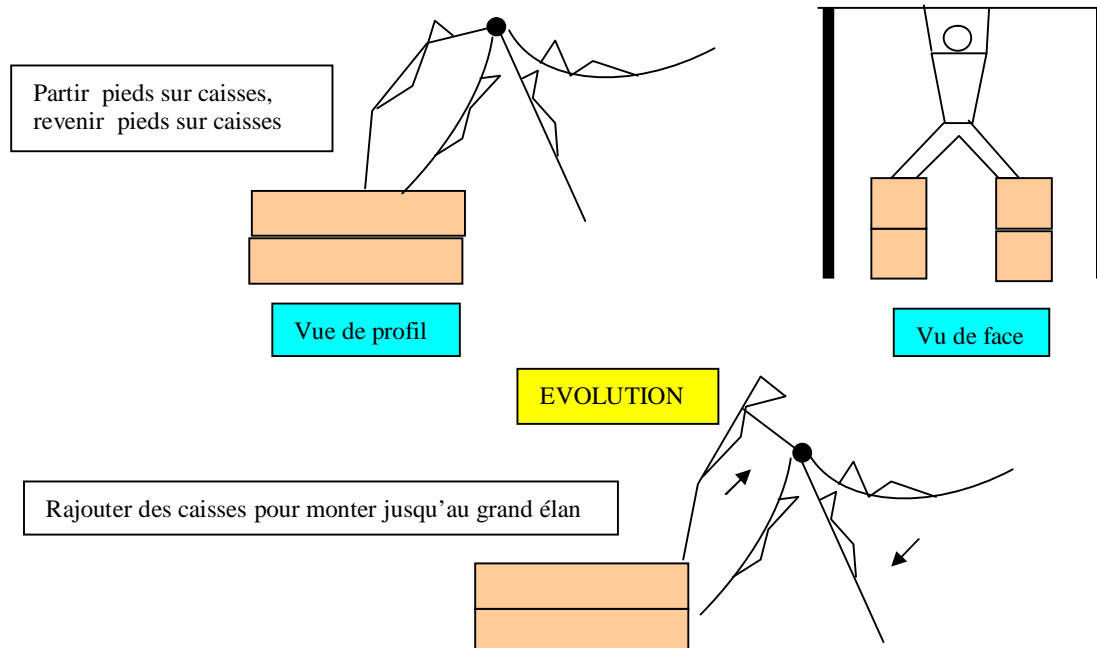 Partir pieds sur caisses,
revenir pieds sur caisses
Vue de profil
Vu de face
EVOLUTION
Rajouter des caisses pour monter jusqu'au grand élan